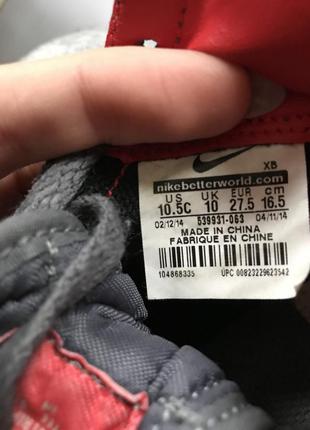 XB
nikebetterworld.com
US UK EUR cm
10.5C 10 27.5 16.5
02/12/14 539931-063 04/11/14
MADE IN CHINA
FABRIQUE EN CHINE
104868335 UPC 00823229623542